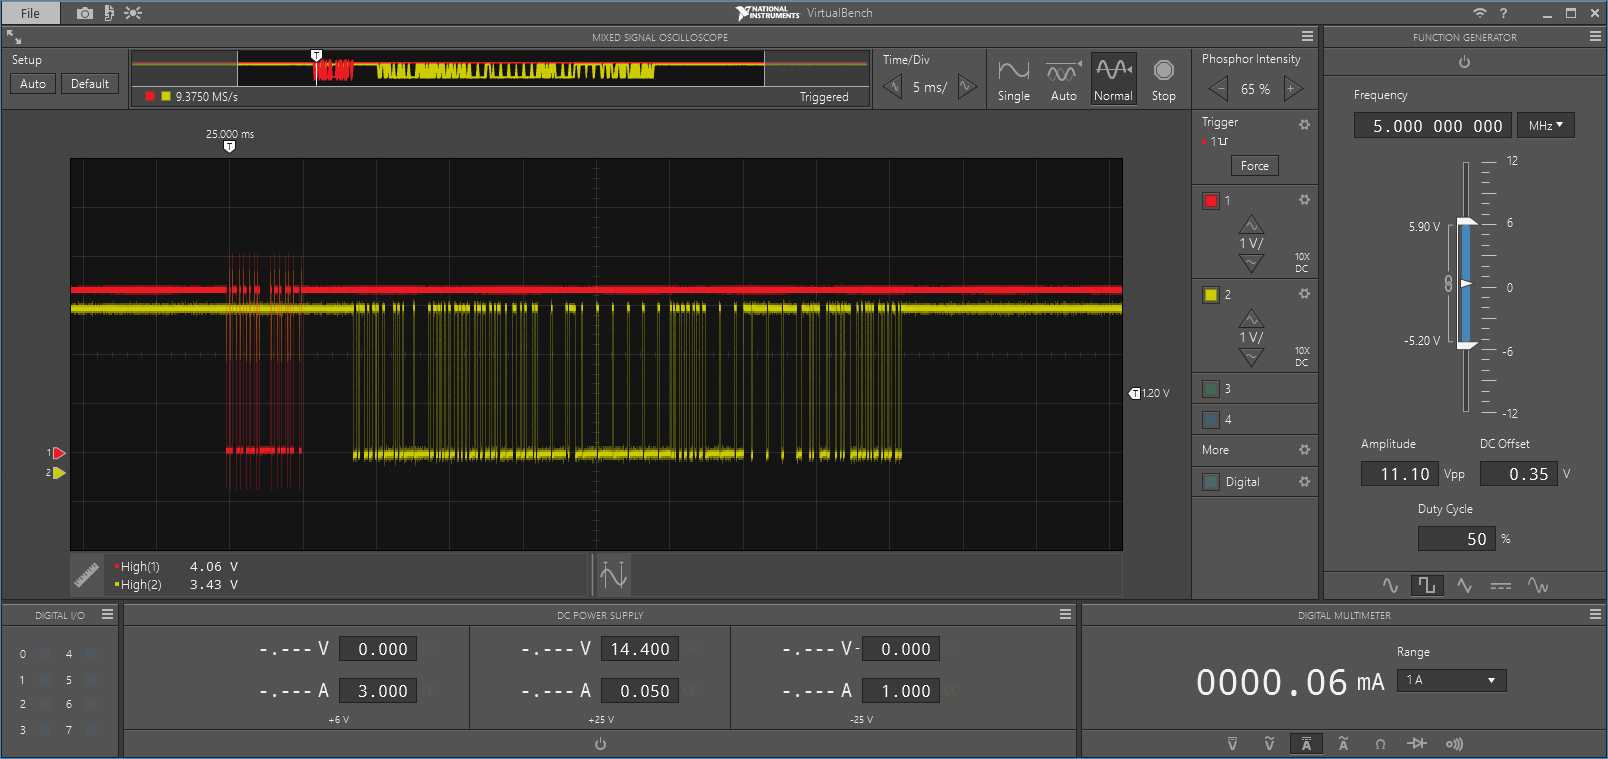 File
NATIONAL INSTRUMENTS VirtualBench
?
MIXED SIGNAL OSCILLOSCOPE
FUNCTION GENERATOR
Setup
Auto Default
T
9.3750 MS/s Triggered
Time/Div
5 ms/
Single Auto Normal Stop
Phosphor Intensity
65 %
25.000 ms
T
Trigger
1
Force
1
1 V/
10X
DC
2
1 V/
10X
DC
3
4
More
Digital
T 1.20 V
1
2
High(1) 4.06 V
High(2) 3.43 V
Frequency
5.000 000 000 MHz
12
5.90 V 6
0
-5.20 V -6
-12
Amplitude DC Offset
11.10 Vpp 0.35 V
Duty Cycle
50 %
DIGITAL I/O
0 4
1 5
2 6
3 7
DC POWER SUPPLY
-.--- V 0.000
-.--- A 3.000
+6 V
-.--- V 14.400
-.--- A 0.050 CC
+25 V
-.--- V - 0.000
-.--- A 1.000 CC
-25 V
DIGITAL MULTIMETER
0000.06 mA
Range
1 A
V V A A Ω